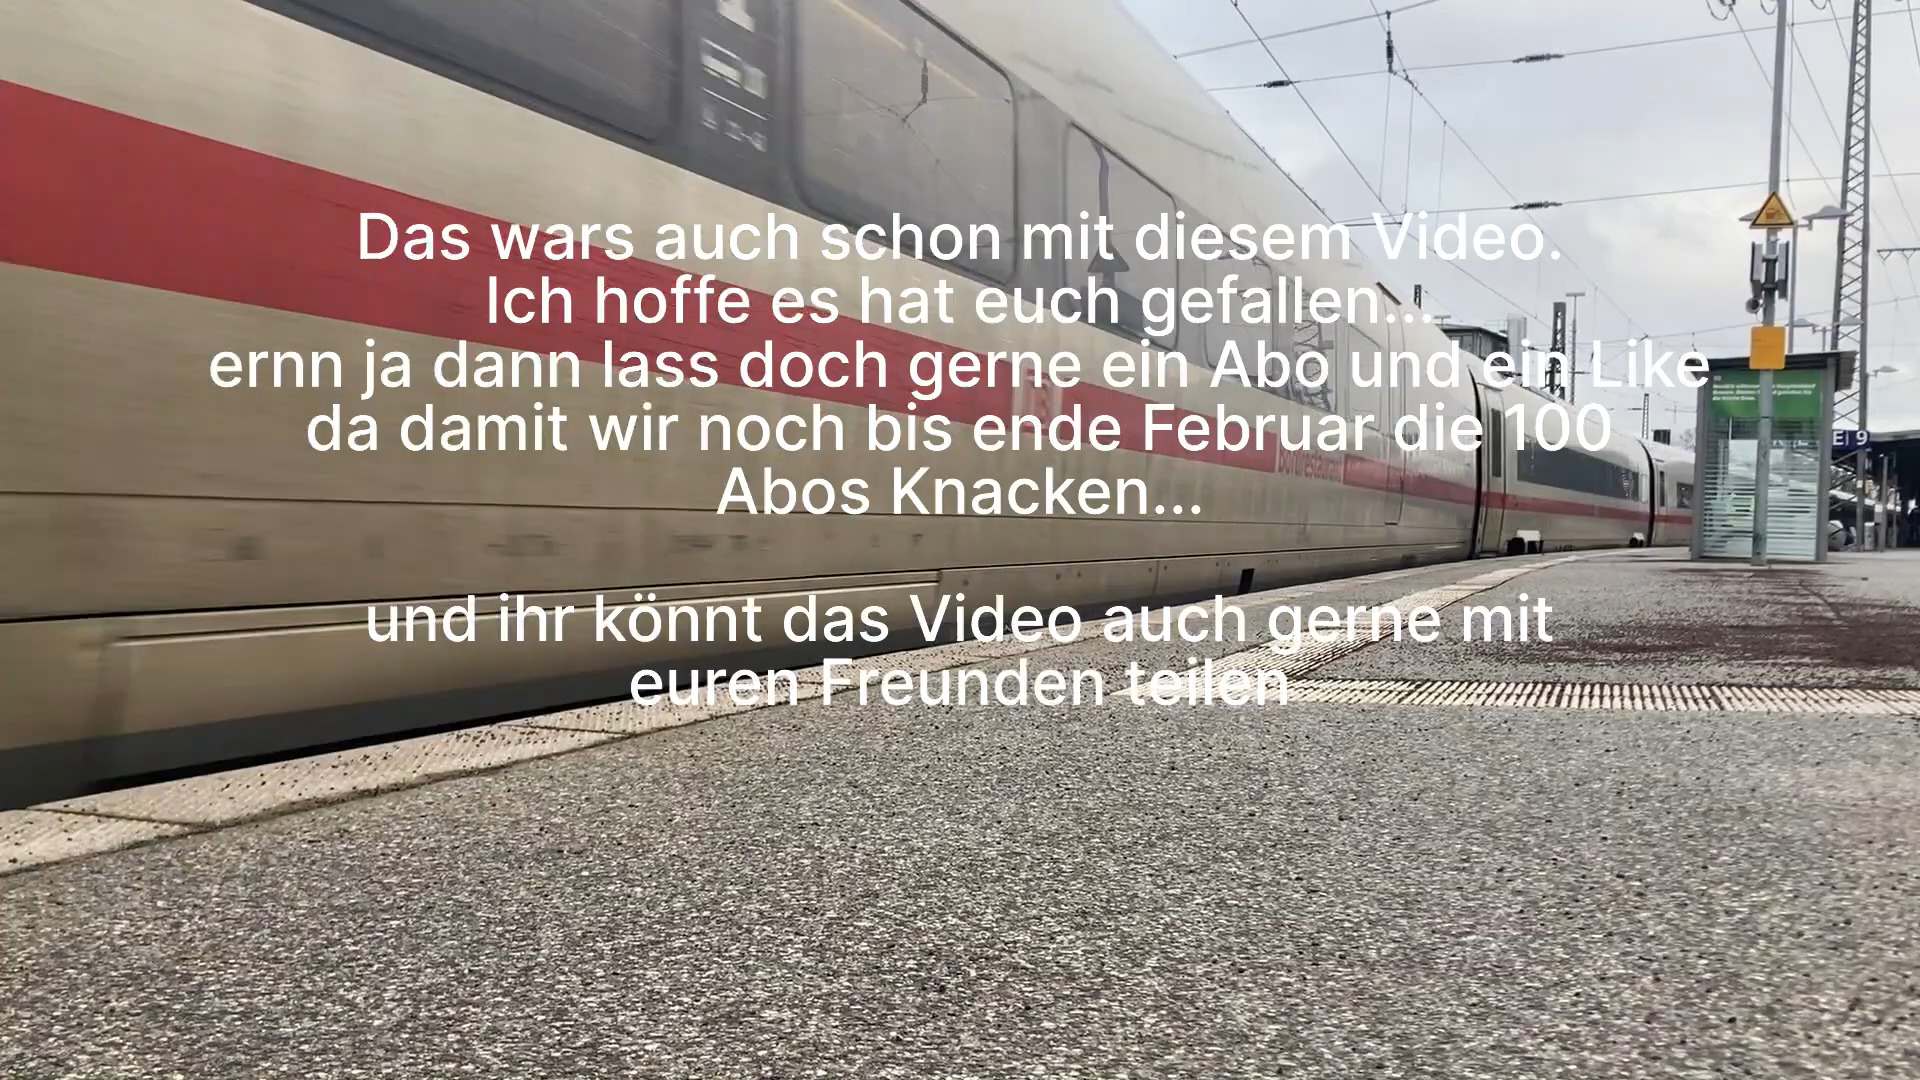 Das wars auch schon mit diesem Video.
Ich hoffe es hat euch gefallen...
ernn ja dann lass doch gerne ein Abo und ein Like
da damit wir noch bis ende Februar die 100
Abos Knacken...
und ihr könnt das Video auch gerne mit
euren Freunden teilen
Bordrestaurant
E 9